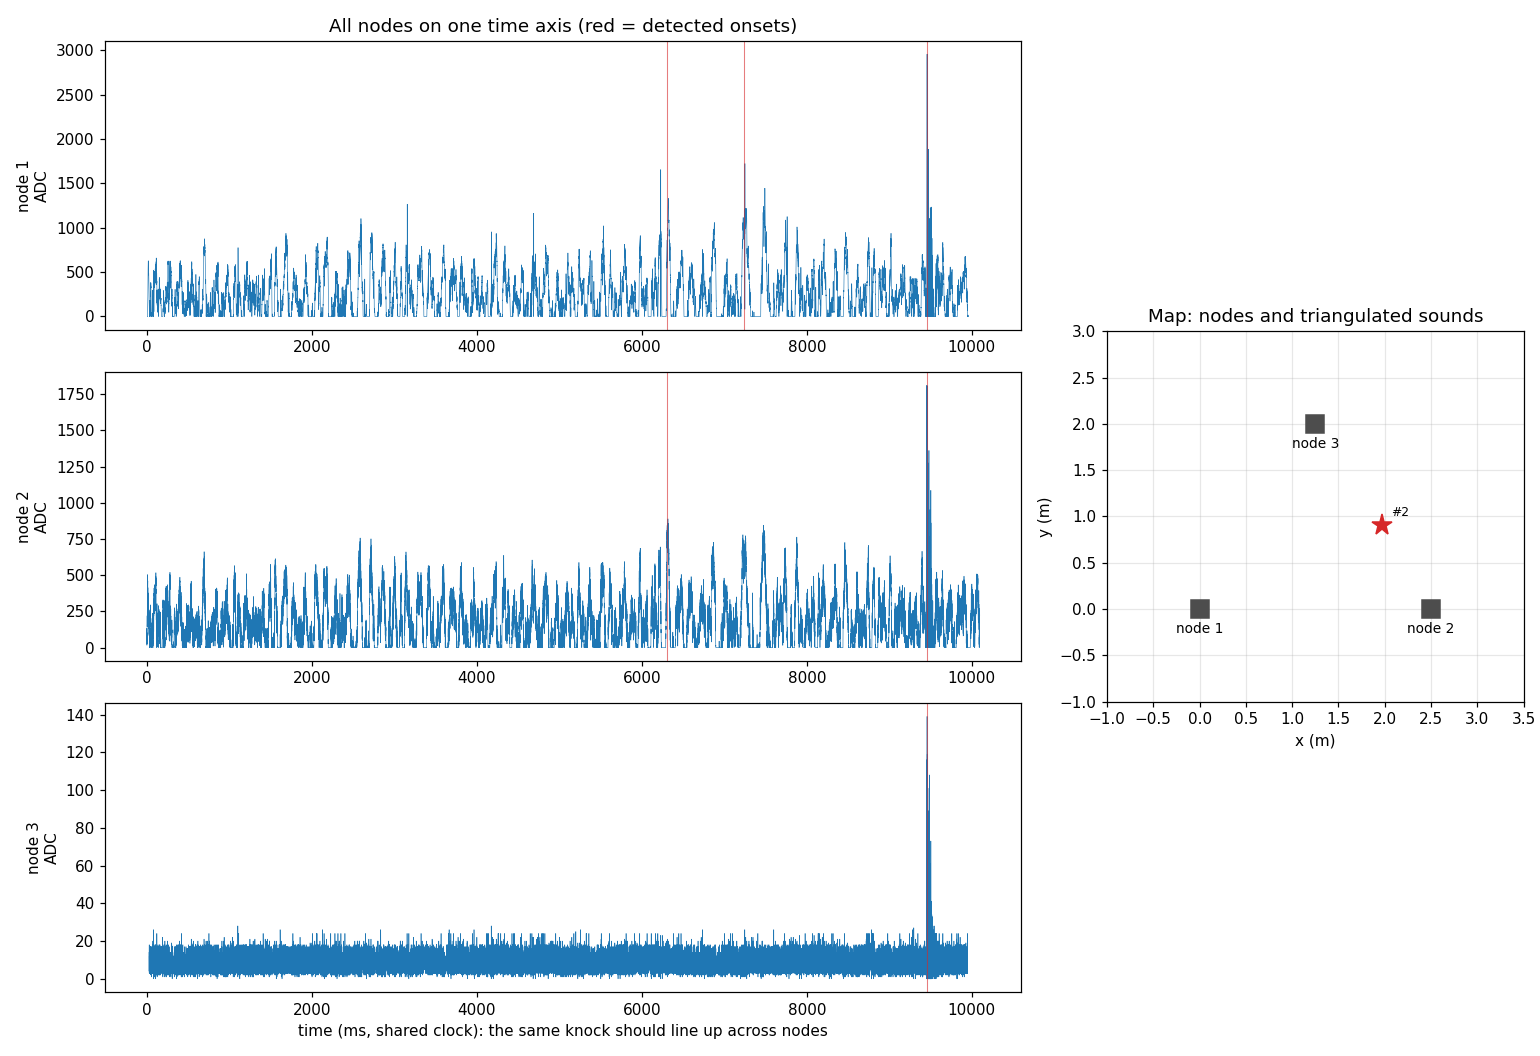 All nodes on one time axis (red = detected onsets)
3000
2500
2000
1500
1000
500
0
node 1
ADC
0 2000 4000 6000 8000 10000
1750
1500
1250
1000
750
500
250
0
node 2
ADC
0 2000 4000 6000 8000 10000
140
120
100
80
60
40
20
0
node 3
ADC
0 2000 4000 6000 8000 10000
time (ms, shared clock): the same knock should line up across nodes
Map: nodes and triangulated sounds
3.0
2.5
2.0
1.5
1.0
0.5
0.0
−0.5
−1.0
y (m)
node 3
#2
node 1
node 2
−1.0 −0.5 0.0 0.5 1.0 1.5 2.0 2.5 3.0 3.5
x (m)